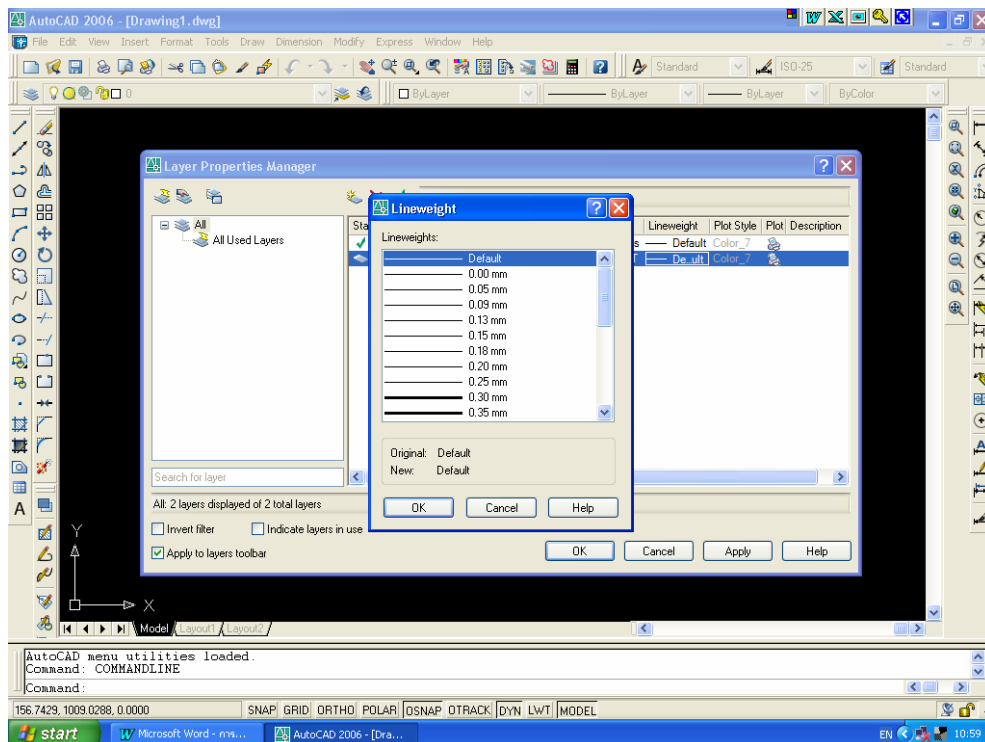 AutoCAD 2006 - [Drawing1.dwg]
File Edit View Insert Format Tools Draw Dimension Modify Express Window Help
Standard ISO-25 Standard
0 ByLayer ByLayer ByLayer ByColor
Layer Properties Manager
All
All Used Layers
Sta Lineweight Plot Style Plot Description
s Default Color_7
T De...ult Color_7
Lineweight
Lineweights:
Default
0.00 mm
0.05 mm
0.09 mm
0.13 mm
0.15 mm
0.18 mm
0.20 mm
0.25 mm
0.30 mm
0.35 mm
Original: Default
New: Default
OK Cancel Help
Search for layer
All: 2 layers displayed of 2 total layers
Invert filter Indicate layers in use
Apply to layers toolbar
OK Cancel Apply Help
Y
X
Model Layout1 Layout2
AutoCAD menu utilities loaded.
Command: COMMANDLINE
Command:
156.7429, 1009.0288, 0.0000 SNAP GRID ORTHO POLAR OSNAP OTRACK DYN LWT MODEL
start Microsoft Word - การ... AutoCAD 2006 - [Dra... EN 10:59